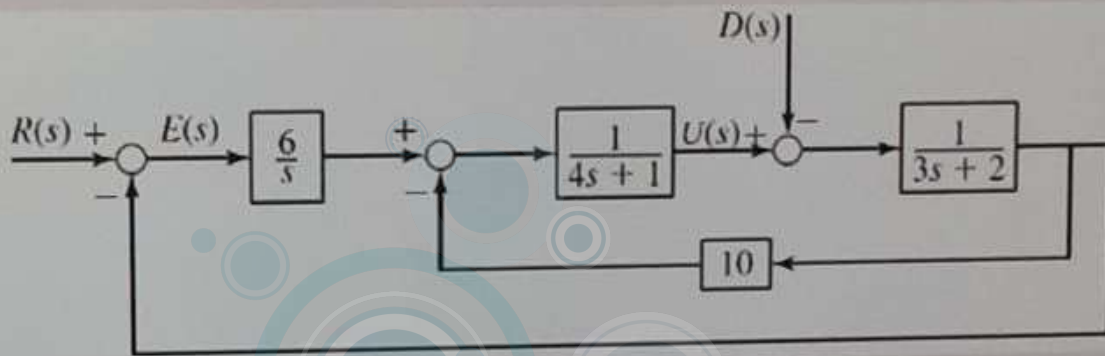 D(s)
R(s) + E(s) 6/s + 1/(4s + 1) U(s) + − 1/(3s + 2)
− −
10